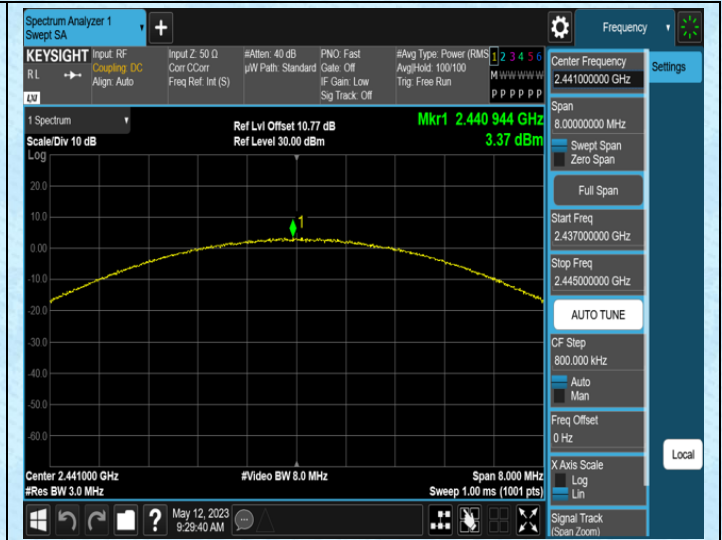 Spectrum Analyzer 1
Swept SA
Frequency
KEYSIGHT
RL
LXI
Input: RF
Coupling: DC
Align: Auto
Input Z: 50 Ω
Corr CCorr
Freq Ref: Int (S)
#Atten: 40 dB
µW Path: Standard
PNO: Fast
Gate: Off
IF Gain: Low
Sig Track: Off
#Avg Type: Power (RMS
Avg|Hold: 100/100
Trig: Free Run
1 2 3 4 5 6
M W W W W W
P P P P P P
1 Spectrum
Scale/Div 10 dB
Log
Ref Lvl Offset 10.77 dB
Ref Level 30.00 dBm
Mkr1 2.440 944 GHz
3.37 dBm
1
20.0
10.0
0.00
-10.0
-20.0
-30.0
-40.0
-50.0
-60.0
Center 2.441000 GHz
#Res BW 3.0 MHz
#Video BW 8.0 MHz
Span 8.000 MHz
Sweep 1.00 ms (1001 pts)
?
May 12, 2023
9:29:40 AM
Center Frequency
2.441000000 GHz
Span
8.00000000 MHz
Swept Span
Zero Span
Full Span
Start Freq
2.437000000 GHz
Stop Freq
2.445000000 GHz
AUTO TUNE
CF Step
800.000 kHz
Auto
Man
Freq Offset
0 Hz
X Axis Scale
Log
Lin
Signal Track
(Span Zoom)
Settings
Local